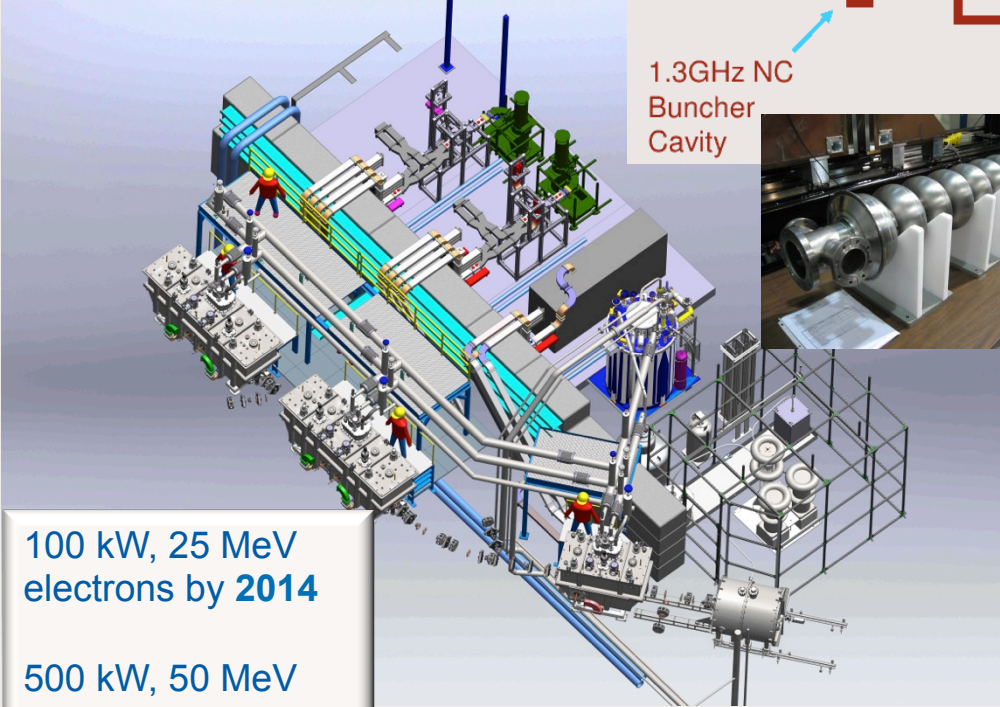 1.3GHz NC
Buncher
Cavity
100 kW, 25 MeV
electrons by 2014
500 kW, 50 MeV